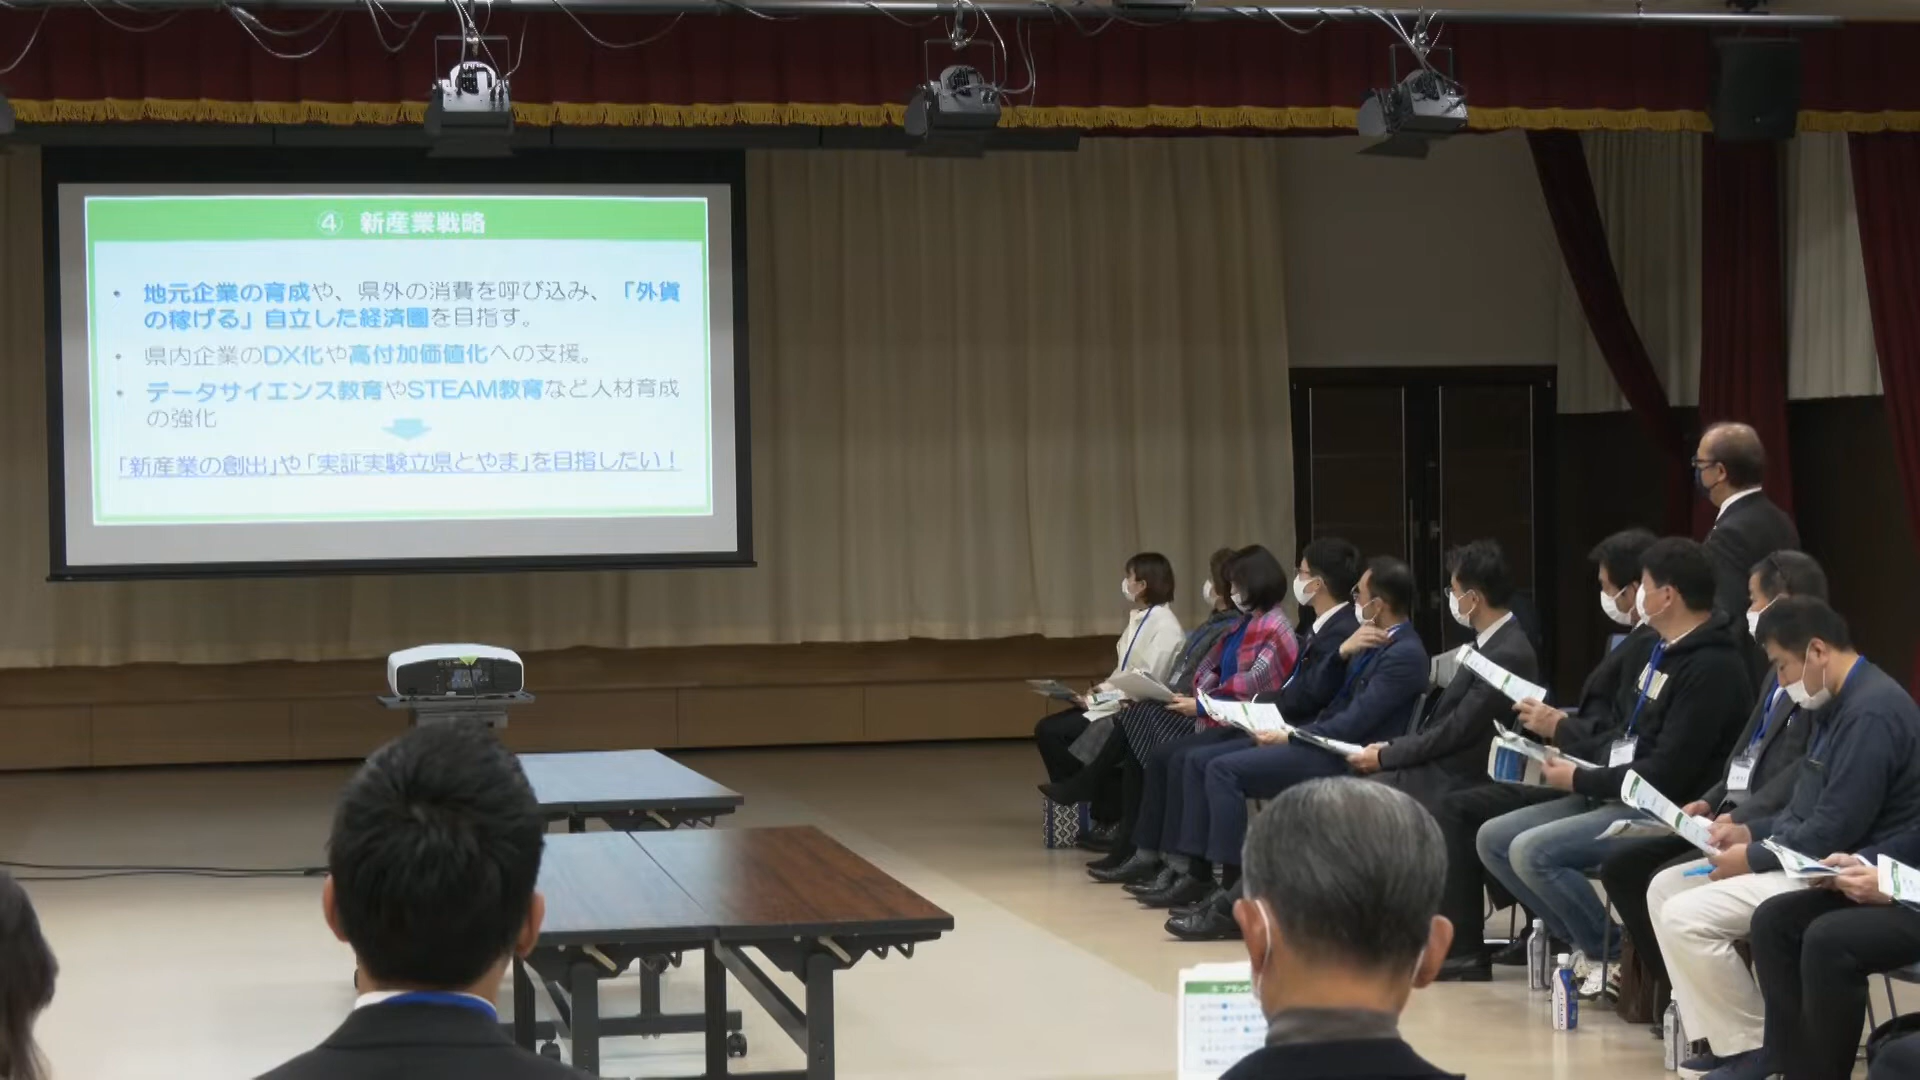 ④ 新産業戦略
・ 地元企業の育成や、県外の消費を呼び込み、「外貨
の稼げる」自立した経済圏を目指す。
・ 県内企業のDX化や高付加価値化への支援。
・ データサイエンス教育やSTEAM教育など人材育成
の強化
「新産業の創出」や「実証実験立県とやま」を目指したい！